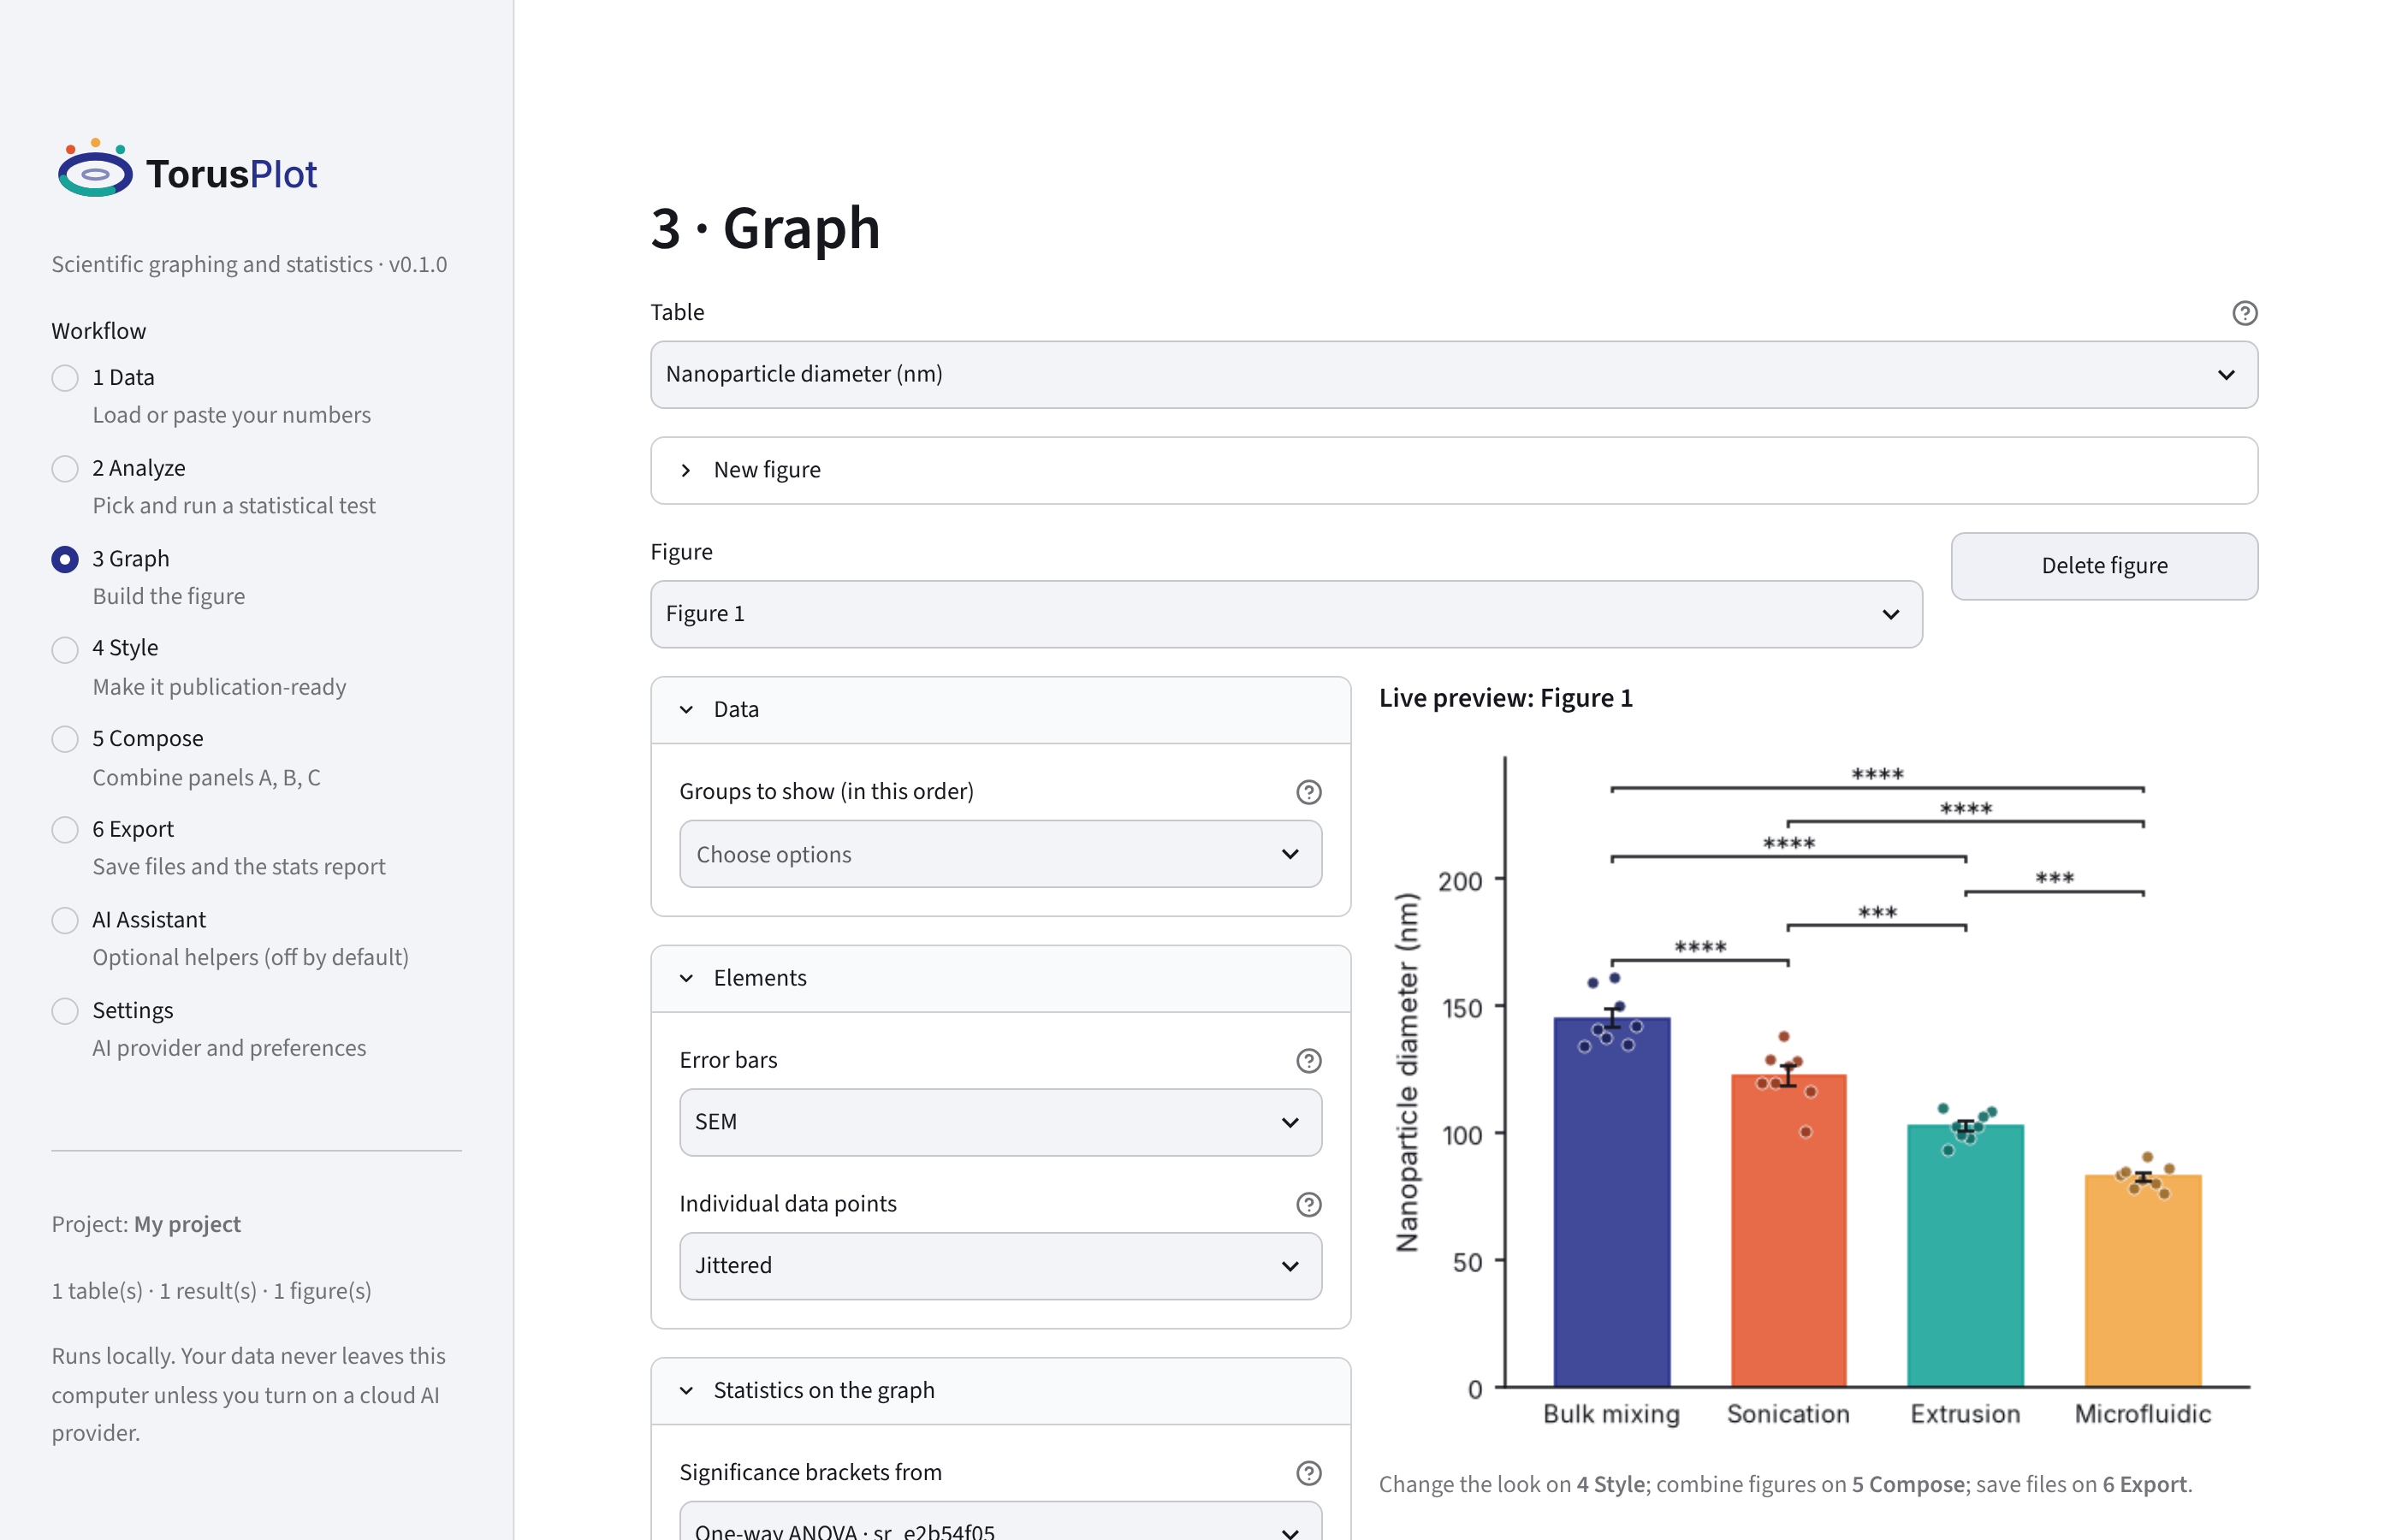 TorusPlot
Scientific graphing and statistics · v0.1.0
Workflow
1 Data
Load or paste your numbers
2 Analyze
Pick and run a statistical test
3 Graph
Build the figure
4 Style
Make it publication-ready
5 Compose
Combine panels A, B, C
6 Export
Save files and the stats report
AI Assistant
Optional helpers (off by default)
Settings
AI provider and preferences
Project: My project
1 table(s) · 1 result(s) · 1 figure(s)
Runs locally. Your data never leaves this
computer unless you turn on a cloud AI
provider.
3 · Graph
Table
Nanoparticle diameter (nm)
New figure
Figure
Figure 1
Delete figure
Data
Groups to show (in this order)
Choose options
Elements
Error bars
SEM
Individual data points
Jittered
Statistics on the graph
Significance brackets from
One-way ANOVA · sr_e2b54f05
Live preview: Figure 1
****
****
****
***
***
****
Nanoparticle diameter (nm)
200
150
100
50
0
Bulk mixing
Sonication
Extrusion
Microfluidic
Change the look on 4 Style; combine figures on 5 Compose; save files on 6 Export.